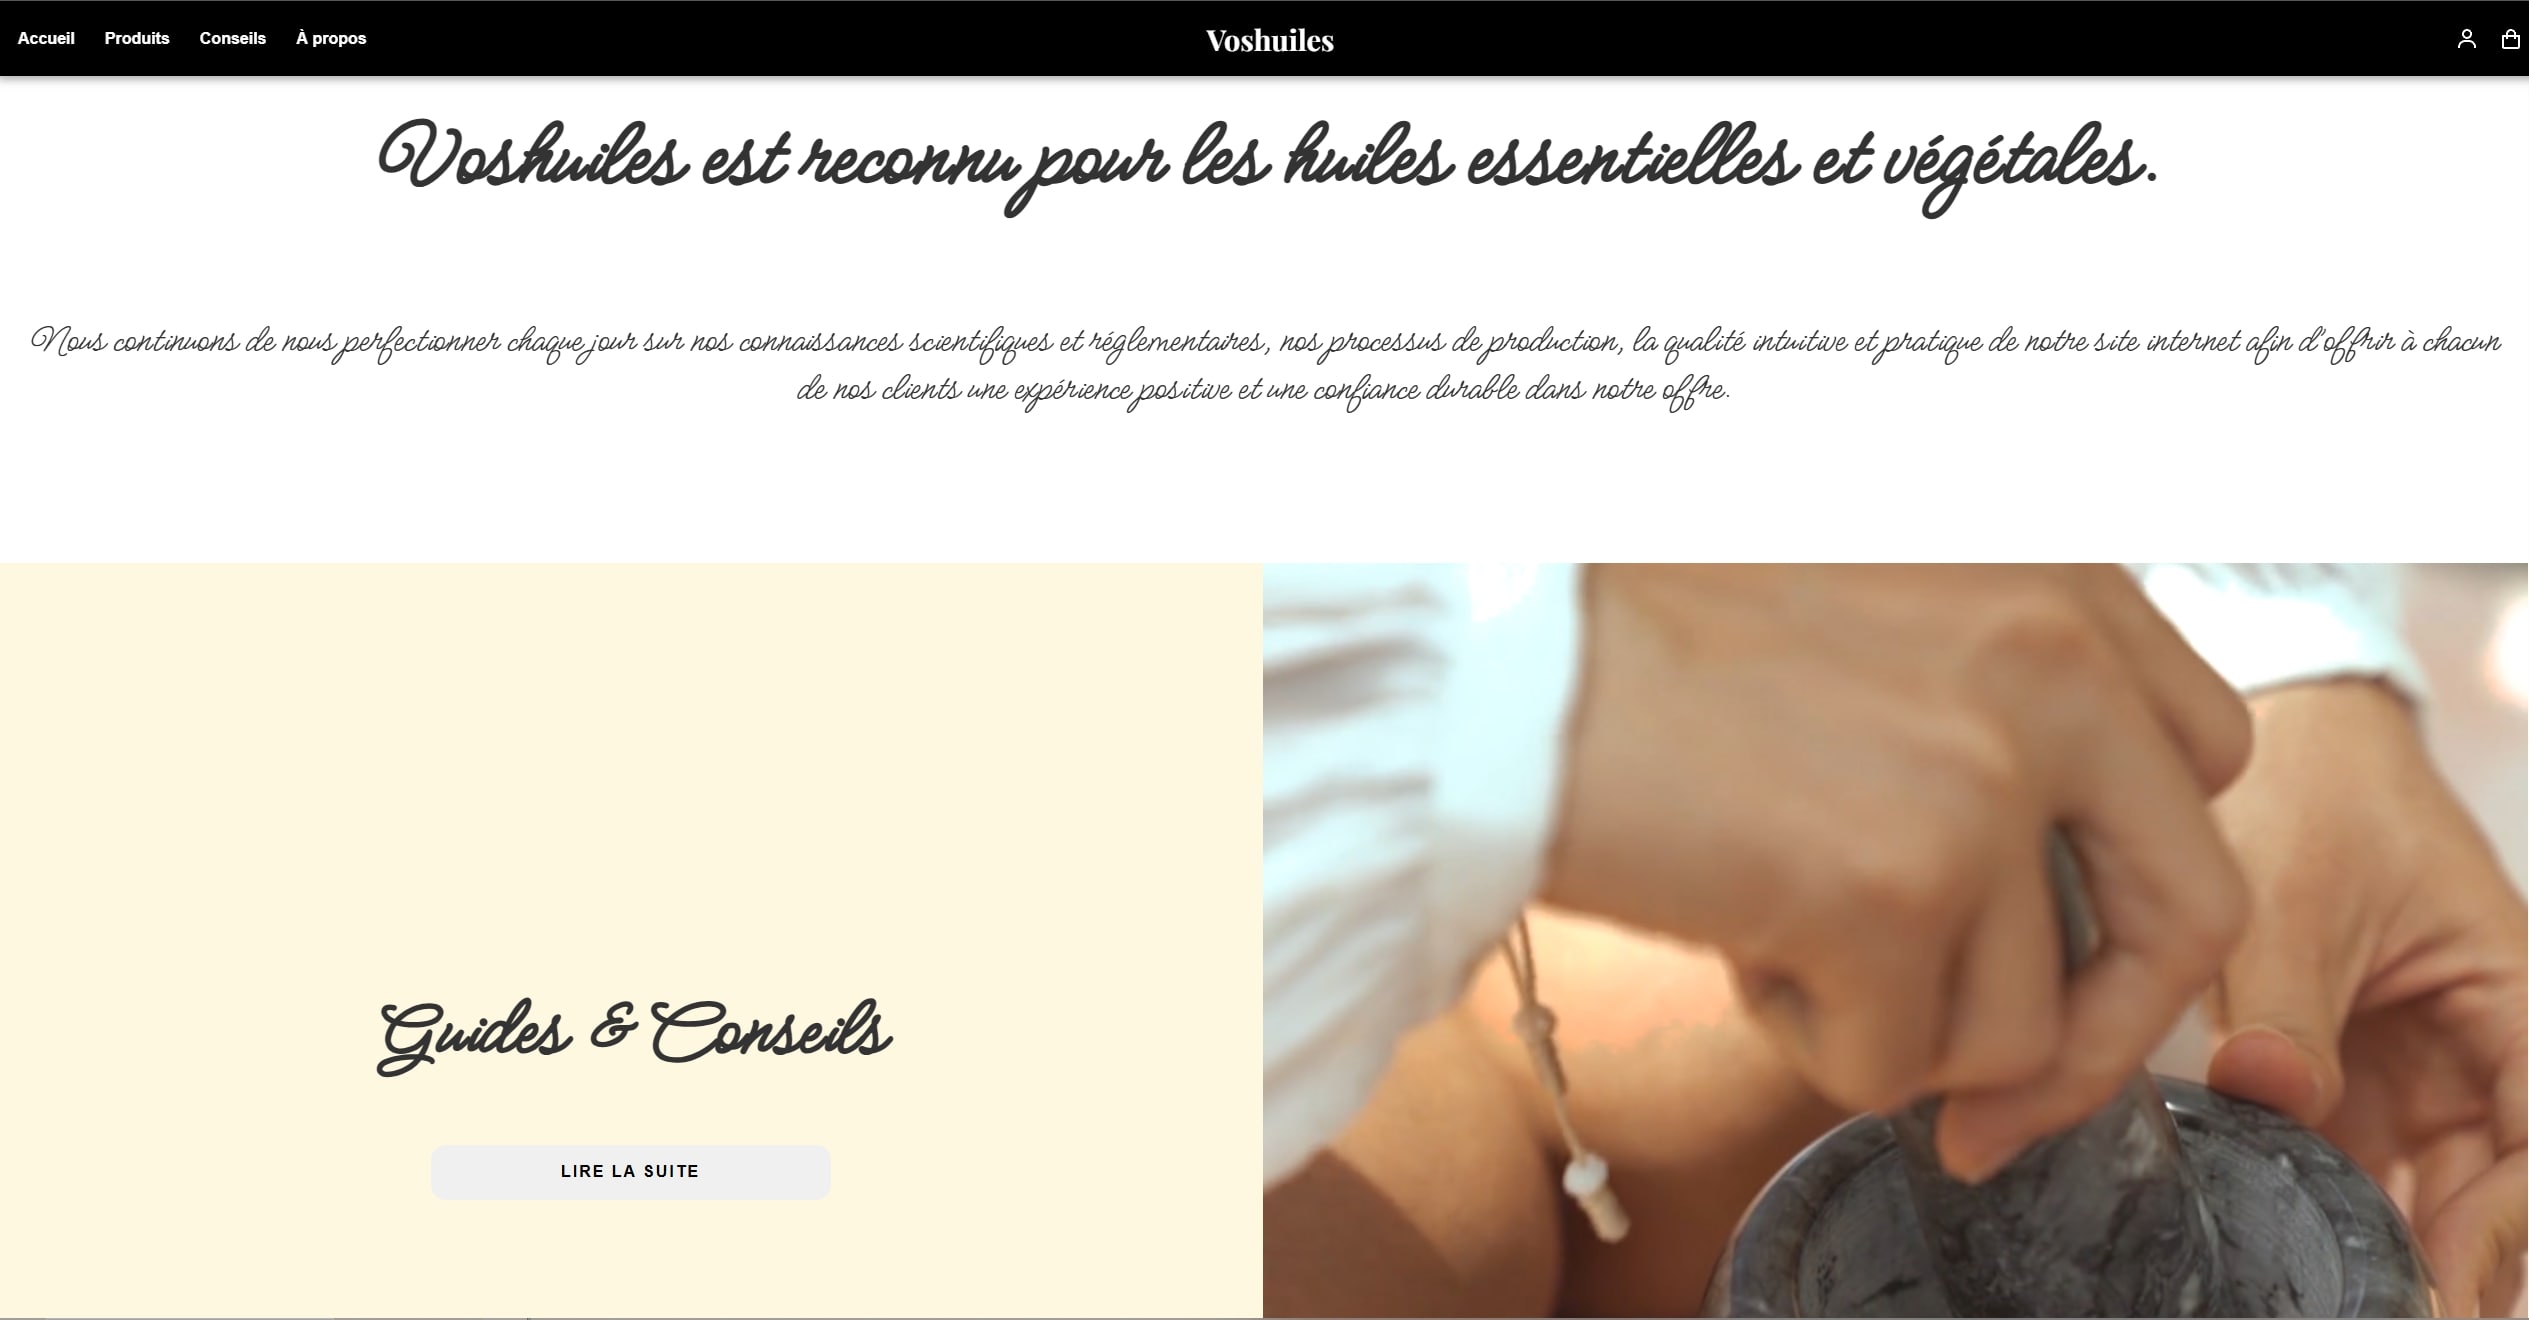 Accueil Produits Conseils À propos Voshuiles
Voshuiles est reconnu pour les huiles essentielles et végétales.
Nous continuons de nous perfectionner chaque jour sur nos connaissances scientifiques et réglementaires, nos processus de production, la qualité intuitive et pratique de notre site internet afin d'offrir à chacun
de nos clients une expérience positive et une confiance durable dans notre offre.
Guides & Conseils
LIRE LA SUITE